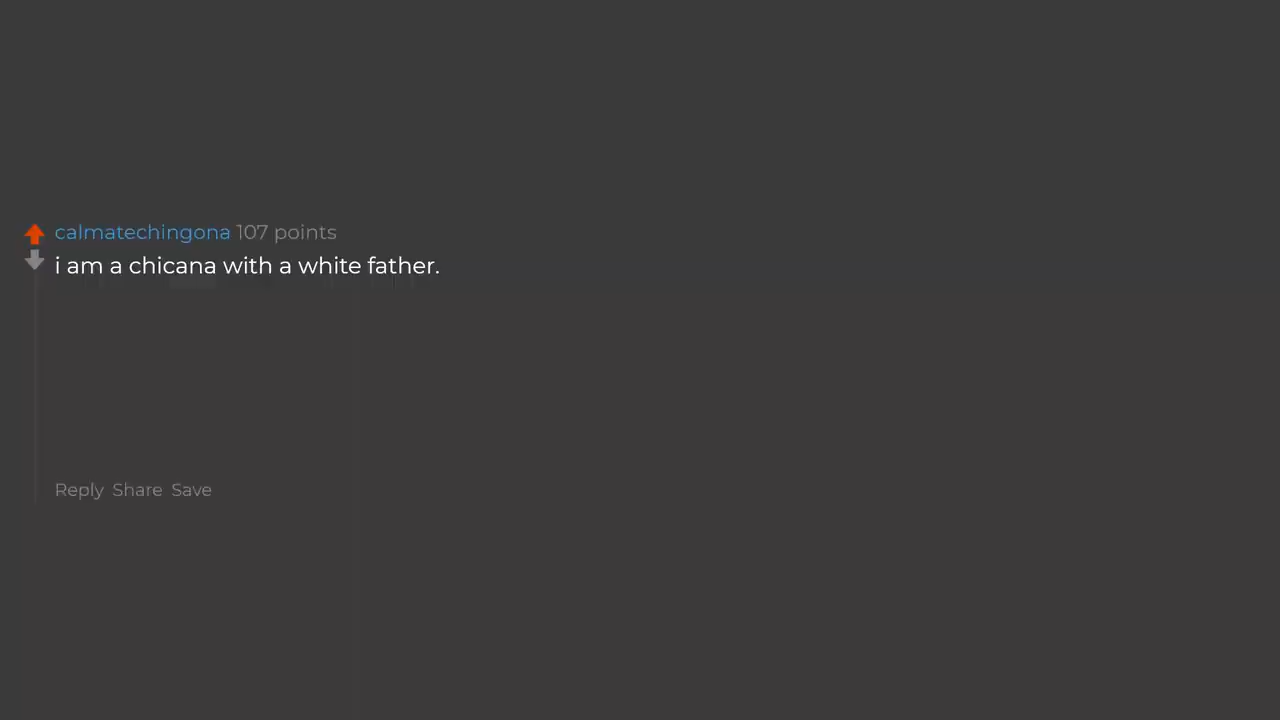 calmatechingona 107 points
i am a chicana with a white father.
Reply Share Save